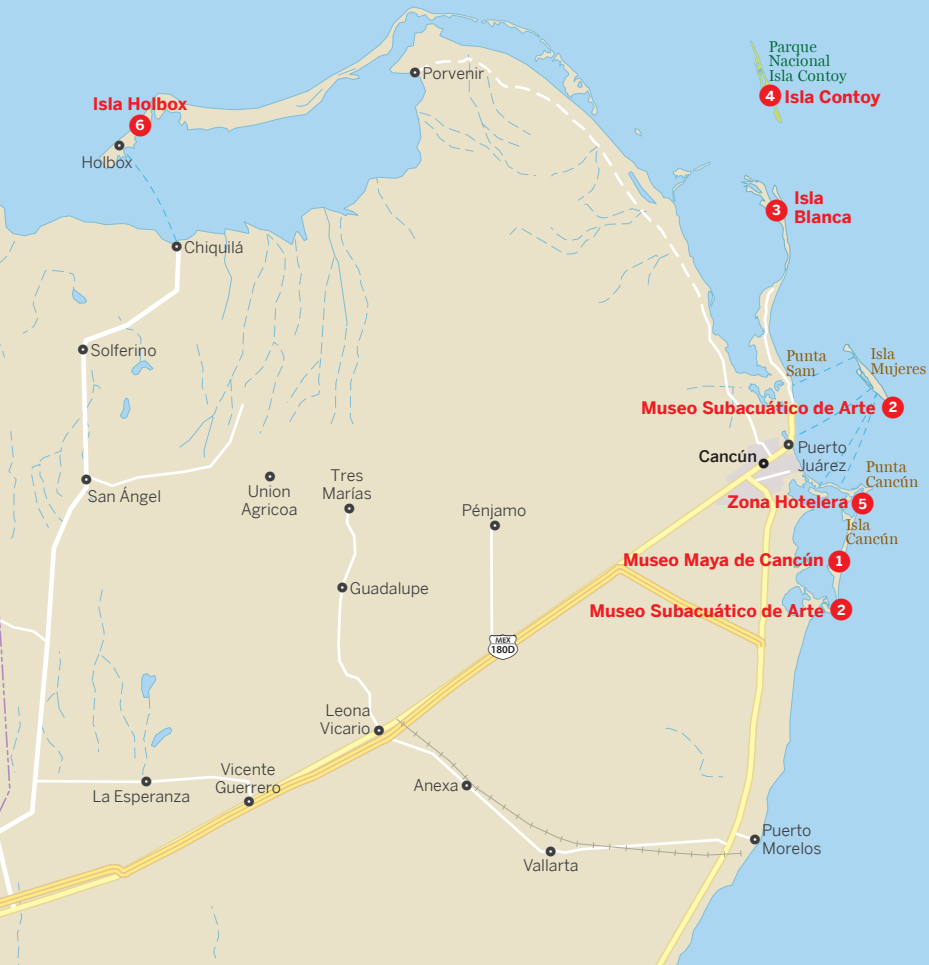 Parque
Nacional
Isla Contoy
4 Isla Contoy
Porvenir
Isla Holbox
6
Holbox
Isla
Blanca
3
Chiquilá
Solferino
Punta
Sam
Isla
Mujeres
Museo Subacuático de Arte 2
Cancún
Puerto
Juárez
Punta
Cancún
San Ángel
Union
Agricoa
Tres
Marías
Pénjamo
Zona Hotelera 5
Isla
Cancún
Museo Maya de Cancún 1
Guadalupe
Museo Subacuático de Arte 2
MEX
180D
Leona
Vicario
Vicente
Guerrero
La Esperanza
Anexa
Vallarta
Puerto
Morelos